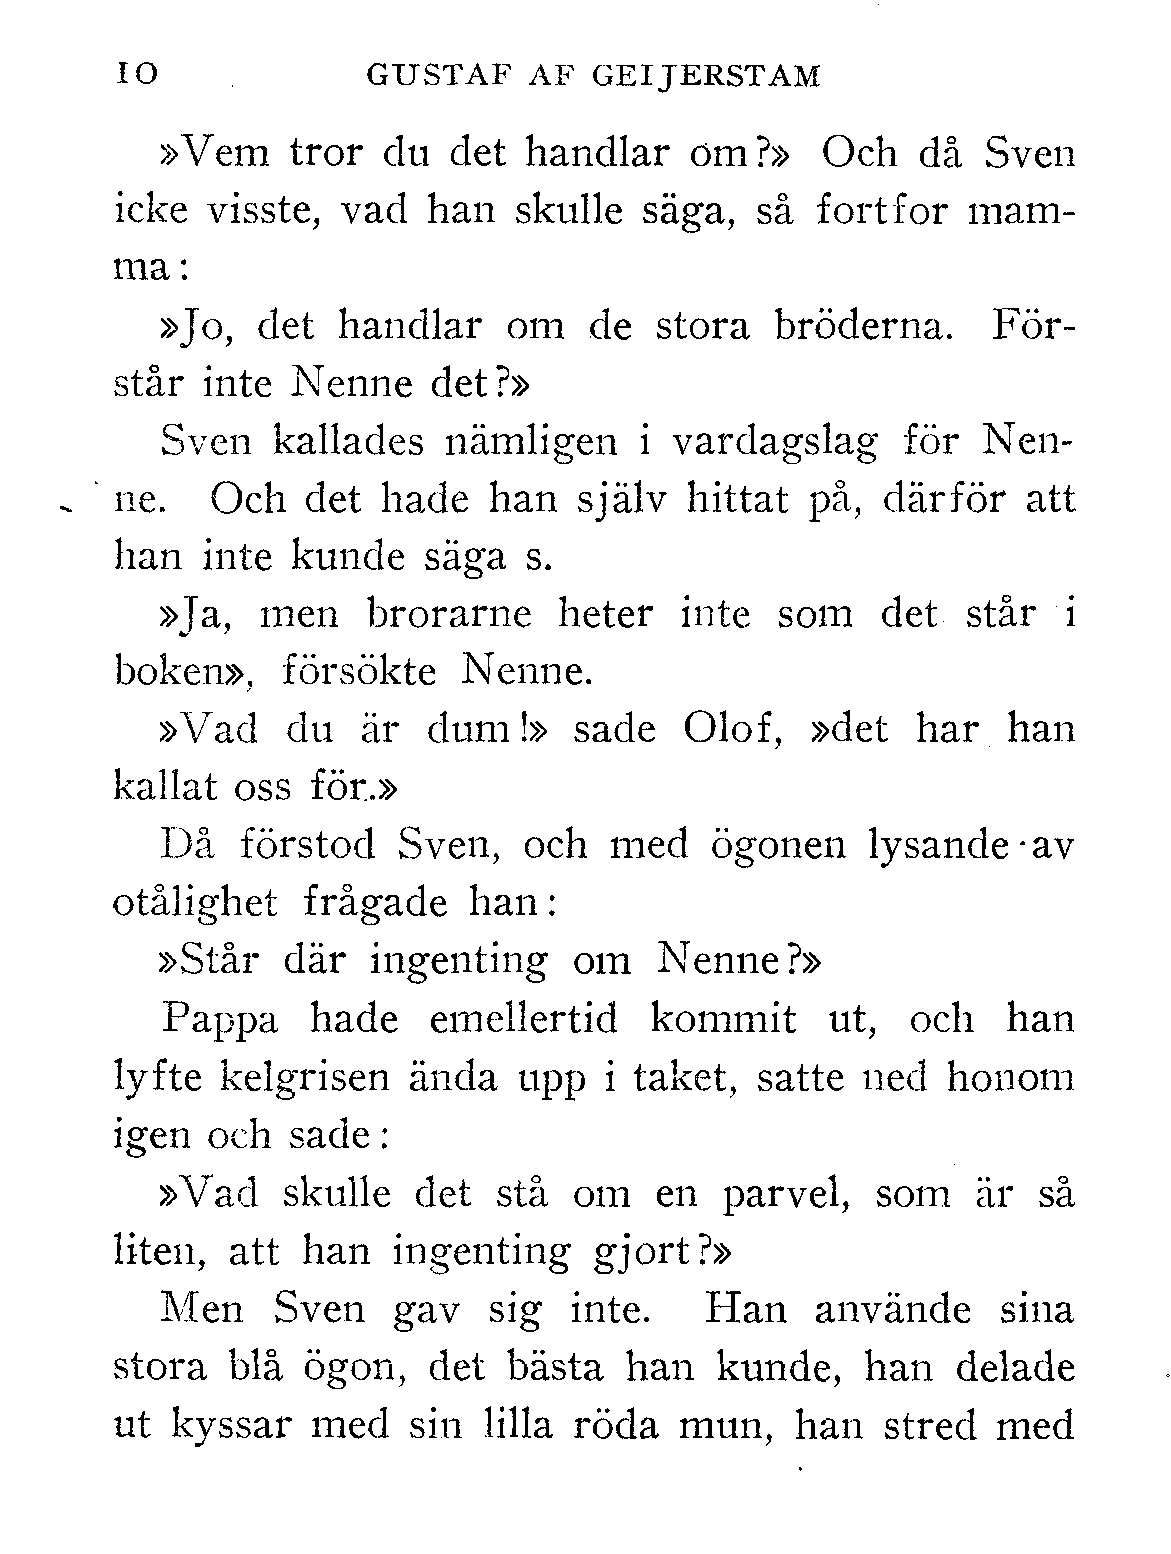 10 GUSTAF AF GEIJERSTAM
»Vem tror du det handlar om?» Och då Sven
icke visste, vad han skulle säga, så fortfor mam-
ma:
»Jo, det handlar om de stora bröderna. För-
står inte Nenne det?»
Sven kallades nämligen i vardagslag för Nen-
ne. Och det hade han själv hittat på, därför att
han inte kunde säga s.
»Ja, men brorarne heter inte som det står i
boken», försökte Nenne.
»Vad du är dum!» sade Olof, »det har han
kallat oss för.»
Då förstod Sven, och med ögonen lysande av
otålighet frågade han:
»Står där ingenting om Nenne?»
Pappa hade emellertid kommit ut, och han
lyfte kelgrisen ända upp i taket, satte ned honom
igen och sade:
»Vad skulle det stå om en parvel, som är så
liten, att han ingenting gjort?»
Men Sven gav sig inte. Han använde sina
stora blå ögon, det bästa han kunde, han delade
ut kyssar med sin lilla röda mun, han stred med